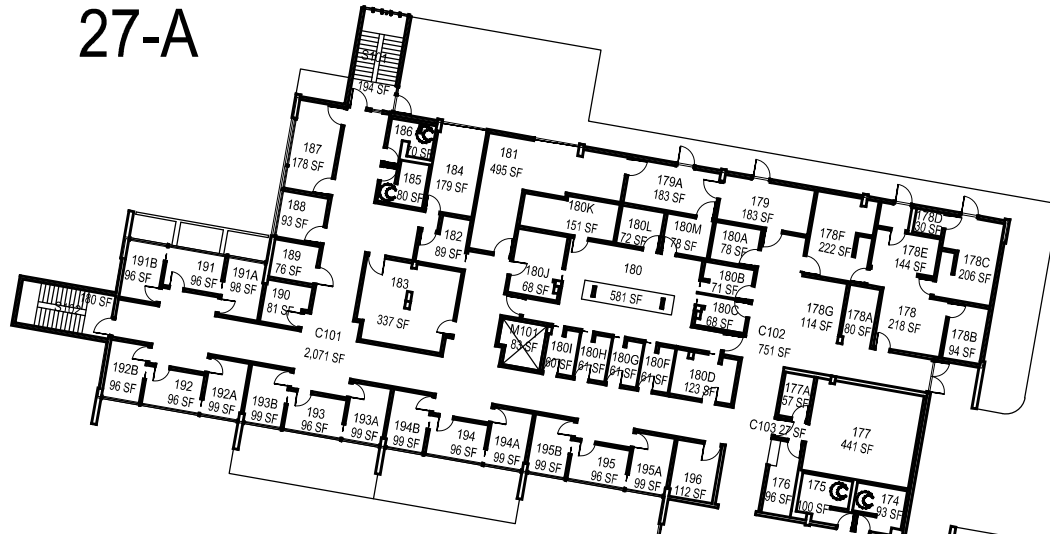 27-A
194 SF
186
70 SF
187
178 SF
185
80 SF
184
179 SF
181
495 SF
179A
183 SF
179
183 SF
188
93 SF
182
89 SF
180K
151 SF
180L
72 SF
180M
78 SF
180A
78 SF
178F
222 SF
178D
30 SF
178E
144 SF
178C
206 SF
191B
96 SF
191
96 SF
191A
98 SF
189
76 SF
190
81 SF
183
337 SF
180J
68 SF
180
581 SF
180B
71 SF
180C
68 SF
178G
114 SF
178A
80 SF
178
218 SF
178B
94 SF
180 SF
C101
2,071 SF
M101
83 SF
180I
60 SF
180H
61 SF
180G
61 SF
180F
61 SF
180D
123 SF
C102
751 SF
192B
96 SF
192
96 SF
192A
99 SF
193B
99 SF
193
96 SF
193A
99 SF
194B
99 SF
194
96 SF
194A
99 SF
195B
99 SF
195
96 SF
195A
99 SF
196
112 SF
177A
57 SF
C103 27 SF
177
441 SF
176
96 SF
175
100 SF
174
93 SF